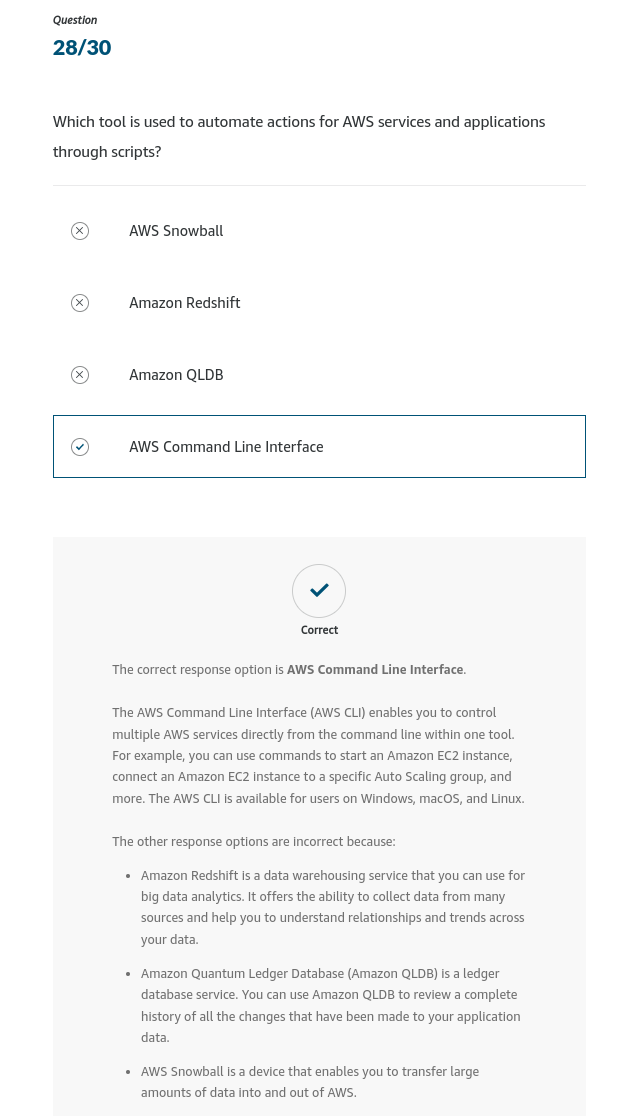 Question
28/30
Which tool is used to automate actions for AWS services and applications
through scripts?
AWS Snowball
Amazon Redshift
Amazon QLDB
AWS Command Line Interface
Correct
The correct response option is AWS Command Line Interface.
The AWS Command Line Interface (AWS CLI) enables you to control
multiple AWS services directly from the command line within one tool.
For example, you can use commands to start an Amazon EC2 instance,
connect an Amazon EC2 instance to a specific Auto Scaling group, and
more. The AWS CLI is available for users on Windows, macOS, and Linux.
The other response options are incorrect because:
• Amazon Redshift is a data warehousing service that you can use for
big data analytics. It offers the ability to collect data from many
sources and help you to understand relationships and trends across
your data.
• Amazon Quantum Ledger Database (Amazon QLDB) is a ledger
database service. You can use Amazon QLDB to review a complete
history of all the changes that have been made to your application
data.
• AWS Snowball is a device that enables you to transfer large
amounts of data into and out of AWS.